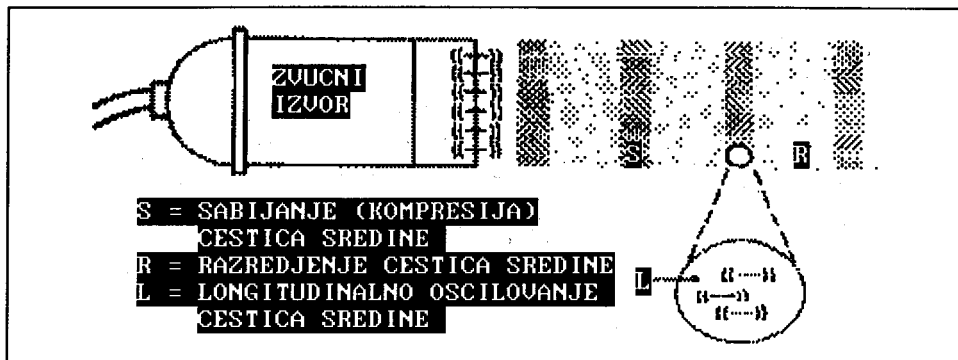 ZVUCNI
IZVOR
S
R
S = SABIJANJE (KOMPRESIJA)
CESTICA SREDINE
R = RAZREDJENJE CESTICA SREDINE
L = LONGITUDINALNO OSCILOVANJE
CESTICA SREDINE
L